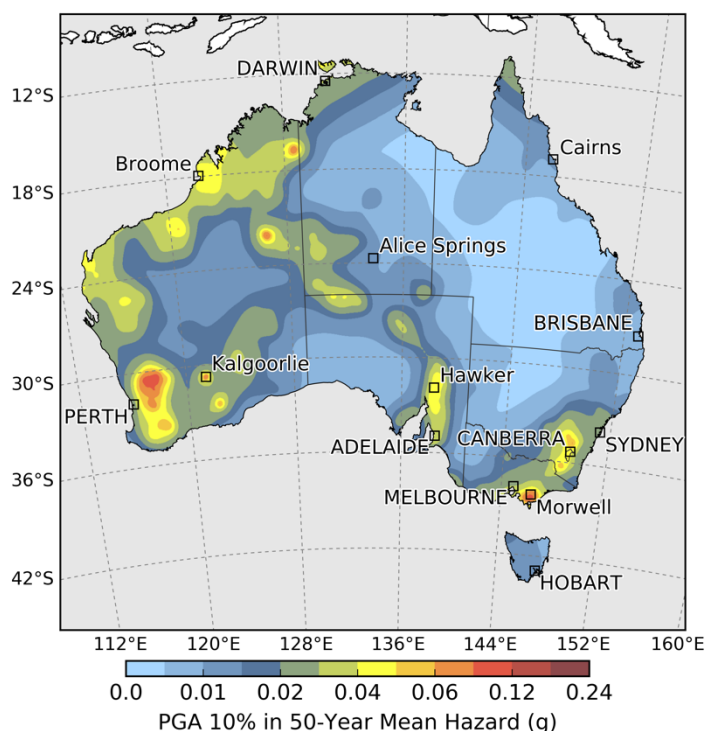 DARWIN
12°S
Broome
Cairns
18°S
Alice Springs
24°S
BRISBANE
30°S
Kalgoorlie
Hawker
PERTH
ADELAIDE
CANBERRA
SYDNEY
36°S
MELBOURNE
Morwell
42°S
HOBART
112°E 120°E 128°E 136°E 144°E 152°E 160°E
0.0 0.01 0.02 0.04 0.06 0.12 0.24
PGA 10% in 50-Year Mean Hazard (g)